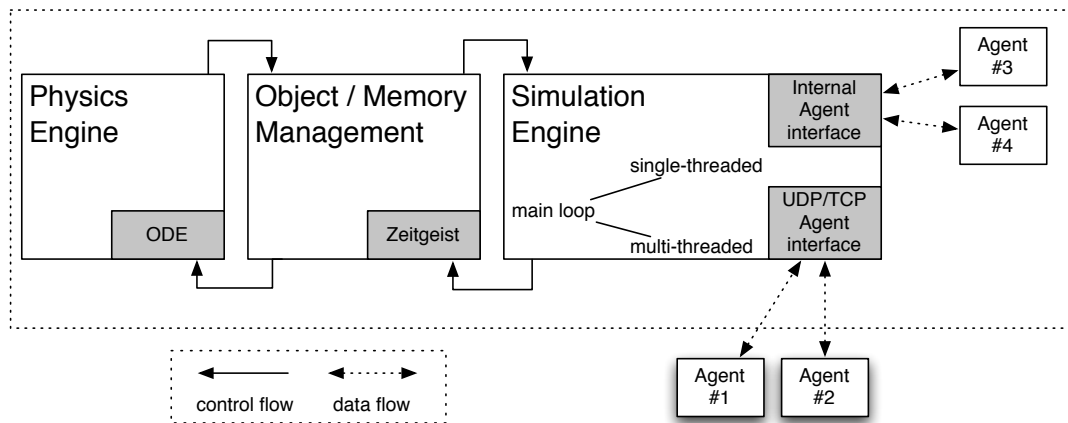 Physics
Engine
ODE
Object / Memory
Management
Zeitgeist
Simulation
Engine
single-threaded
main loop
multi-threaded
Internal
Agent
interface
UDP/TCP
Agent
interface
Agent
#3
Agent
#4
Agent
#1
Agent
#2
control flow
data flow